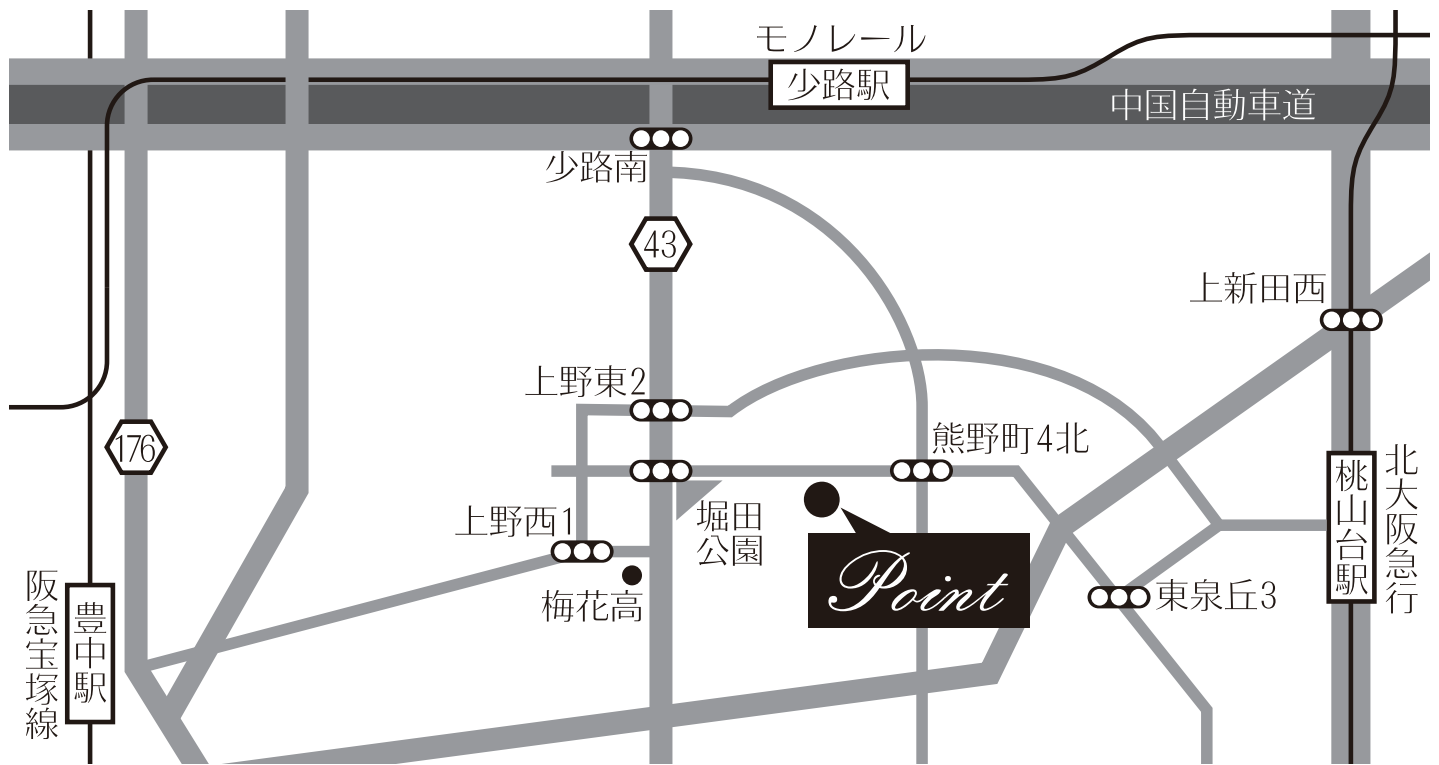 モノレール
少路駅
中国自動車道
少路南
43
上新田西
上野東2
熊野町4北
176
北大阪急行
桃山台駅
堀田
公園
上野西1
Point
梅花高
東泉丘3
阪急宝塚線
豊中駅